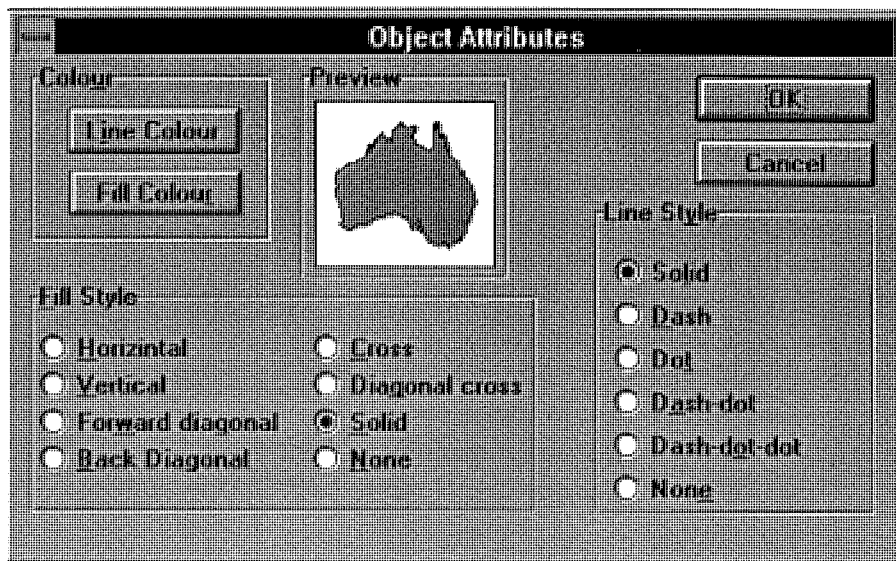 Object Attributes
Colour
Line Colour
Fill Colour
Preview
OK
Cancel
Fill Style
Horizintal
Vertical
Forward diagonal
Back Diagonal
Cross
Diagonal cross
Solid
None
Line Style
Solid
Dash
Dot
Dash-dot
Dash-dot-dot
None